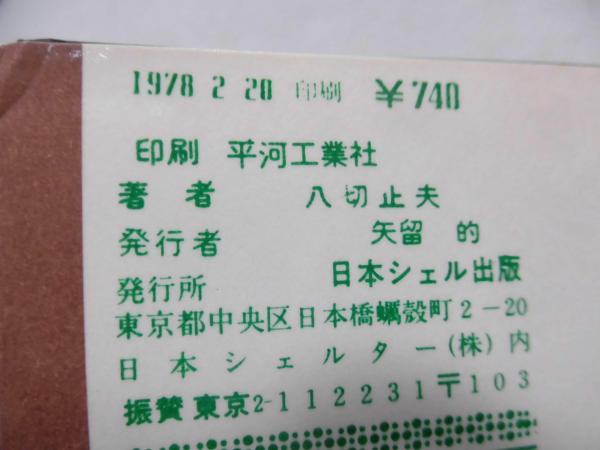 1978 2 20 印刷 ¥740
印刷 平河工業社
著者 八切止夫
発行者 矢留 的
発行所 日本シェル出版
東京都中央区日本橋蠣殻町2-20
日本シェルター(株)内
振賛 東京2-112231〒103